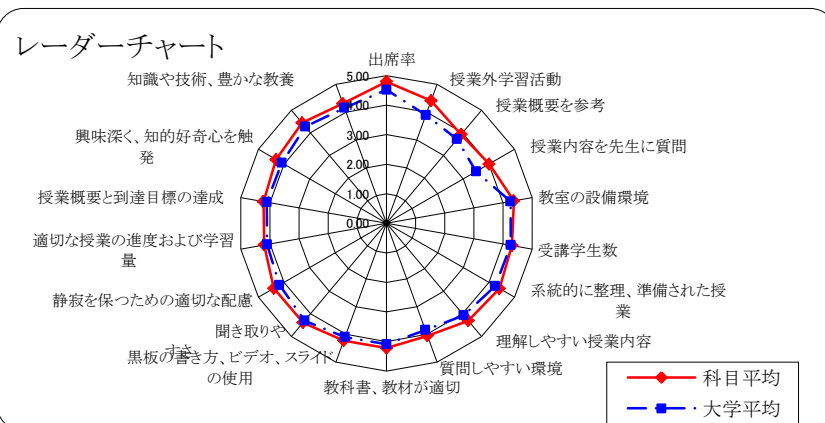 レーダーチャート
出席率
授業外学習活動
授業概要を参考
授業内容を先生に質問
教室の設備環境
受講学生数
系統的に整理、準備された授
業
理解しやすい授業内容
質問しやすい環境
教科書、教材が適切
黒板の書き方、ビデオ、スライド
の使用
聞き取りや
すさ
静寂を保つための適切な配慮
適切な授業の進度および学習
量
授業概要と到達目標の達成
興味深く、知的好奇心を触
発
知識や技術、豊かな教養
5.00
4.00
3.00
2.00
1.00
0.00
科目平均
大学平均